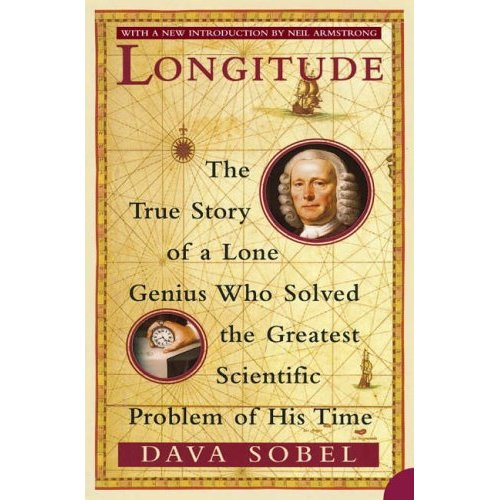 WITH A NEW INTRODUCTION BY NEIL ARMSTRONG
LONGITUDE
The
True Story
of a Lone
Genius Who Solved
the Greatest
Scientific
Problem of His Time
DAVA SOBEL